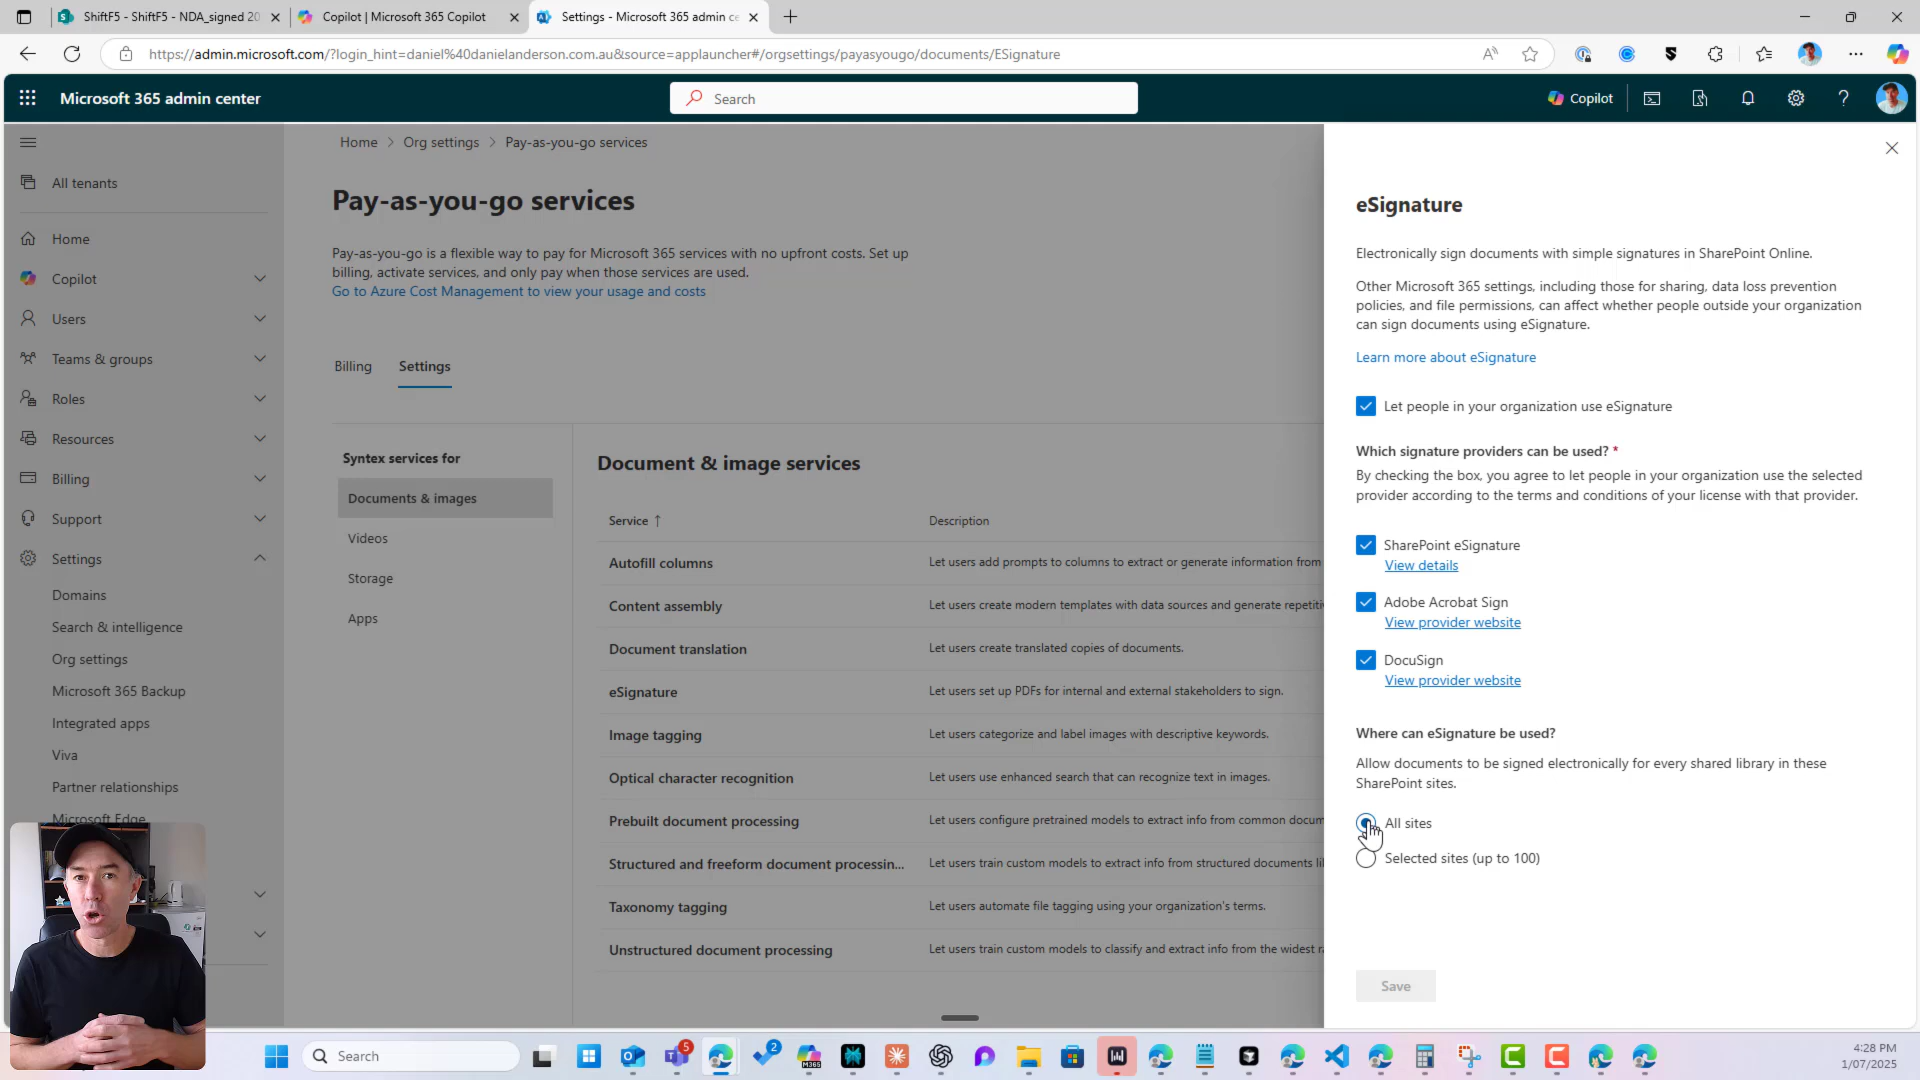 ShiftF5 - ShiftF5 - NDA_signed 20
Copilot | Microsoft 365 Copilot
Settings - Microsoft 365 admin ce
https://admin.microsoft.com/?login_hint=daniel%40danielanderson.com.au&source=applauncher#/orgsettings/payasyougo/documents/ESignature
Microsoft 365 admin center
Search
Copilot
All tenants
Home
Copilot
Users
Teams & groups
Roles
Resources
Billing
Support
Settings
Domains
Search & intelligence
Org settings
Microsoft 365 Backup
Integrated apps
Viva
Partner relationships
Microsoft Edge
Home > Org settings > Pay-as-you-go services
Pay-as-you-go services
Pay-as-you-go is a flexible way to pay for Microsoft 365 services with no upfront costs. Set up
billing, activate services, and only pay when those services are used.
Go to Azure Cost Management to view your usage and costs
Billing
Settings
Syntex services for
Documents & images
Videos
Storage
Apps
Document & image services
Service ↑
Description
Autofill columns
Let users add prompts to columns to extract or generate information from
Content assembly
Let users create modern templates with data sources and generate repetiti
Document translation
Let users create translated copies of documents.
eSignature
Let users set up PDFs for internal and external stakeholders to sign.
Image tagging
Let users categorize and label images with descriptive keywords.
Optical character recognition
Let users use enhanced search that can recognize text in images.
Prebuilt document processing
Let users configure pretrained models to extract info from common docum
Structured and freeform document processin...
Let users train custom models to extract info from structured documents li
Taxonomy tagging
Let users automate file tagging using your organization's terms.
Unstructured document processing
Let users train custom models to classify and extract info from the widest ra
eSignature
Electronically sign documents with simple signatures in SharePoint Online.
Other Microsoft 365 settings, including those for sharing, data loss prevention
policies, and file permissions, can affect whether people outside your organization
can sign documents using eSignature.
Learn more about eSignature
Let people in your organization use eSignature
Which signature providers can be used? *
By checking the box, you agree to let people in your organization use the selected
provider according to the terms and conditions of your license with that provider.
SharePoint eSignature
View details
Adobe Acrobat Sign
View provider website
DocuSign
View provider website
Where can eSignature be used?
Allow documents to be signed electronically for every shared library in these
SharePoint sites.
All sites
Selected sites (up to 100)
Save
Search
5
2
M365
4:28 PM
1/07/2025